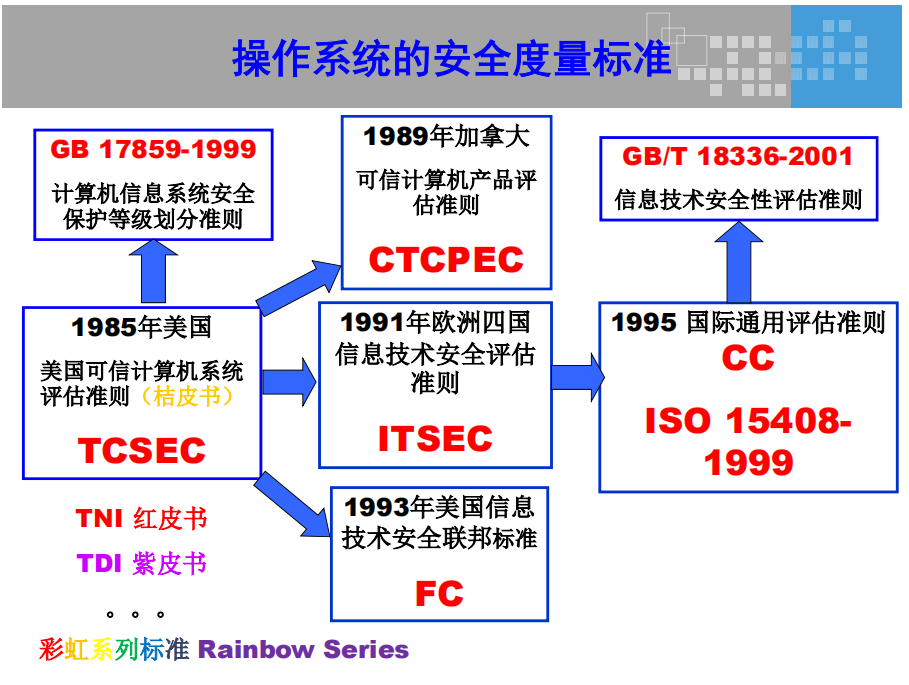 操作系统的安全度量标准
GB 17859-1999
计算机信息系统安全
保护等级划分准则
1989年加拿大
可信计算机产品评
估准则
CTCPEC
GB/T 18336-2001
信息技术安全性评估准则
1985年美国
美国可信计算机系统
评估准则（桔皮书）
TCSEC
1991年欧洲四国
信息技术安全评估
准则
ITSEC
1995 国际通用评估准则
CC
ISO 15408-
1999
1993年美国信息
技术安全联邦标准
FC
TNI 红皮书
TDI 紫皮书
。。。
彩虹系列标准 Rainbow Series